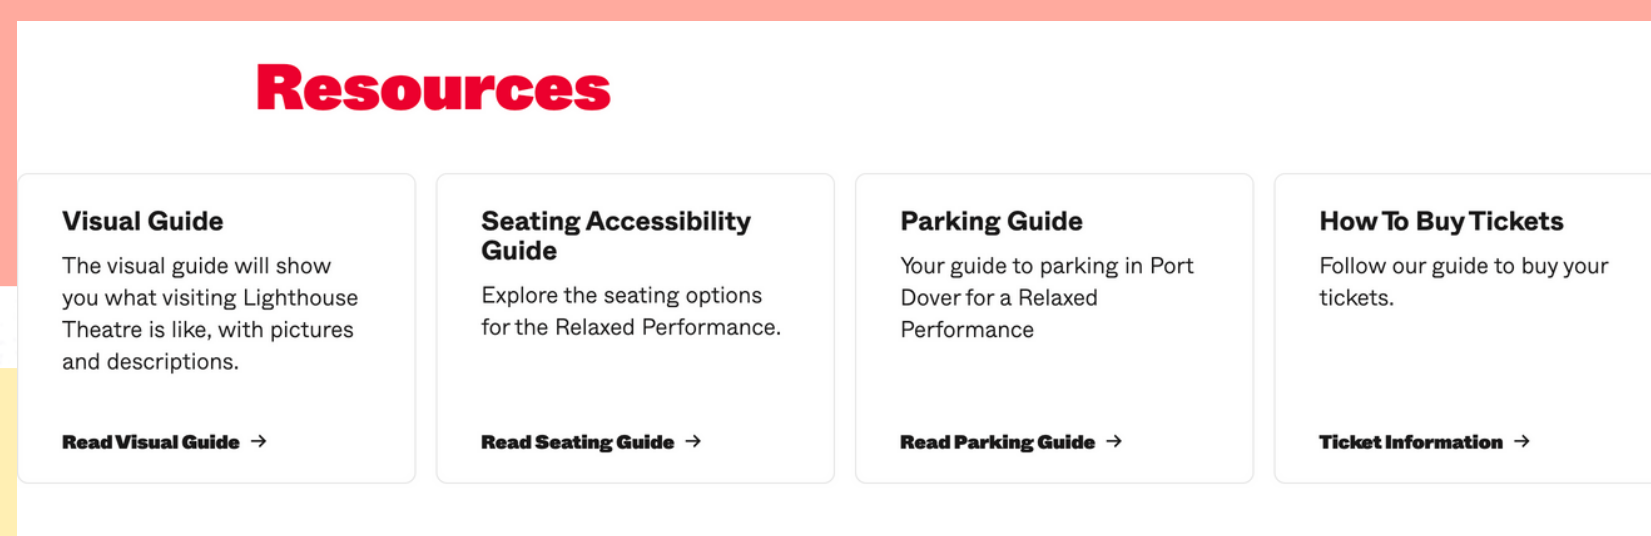 Resources
Visual Guide
The visual guide will show
you what visiting Lighthouse
Theatre is like, with pictures
and descriptions.
Read Visual Guide →
Seating Accessibility
Guide
Explore the seating options
for the Relaxed Performance.
Read Seating Guide →
Parking Guide
Your guide to parking in Port
Dover for a Relaxed
Performance
Read Parking Guide →
How To Buy Tickets
Follow our guide to buy your
tickets.
Ticket Information →